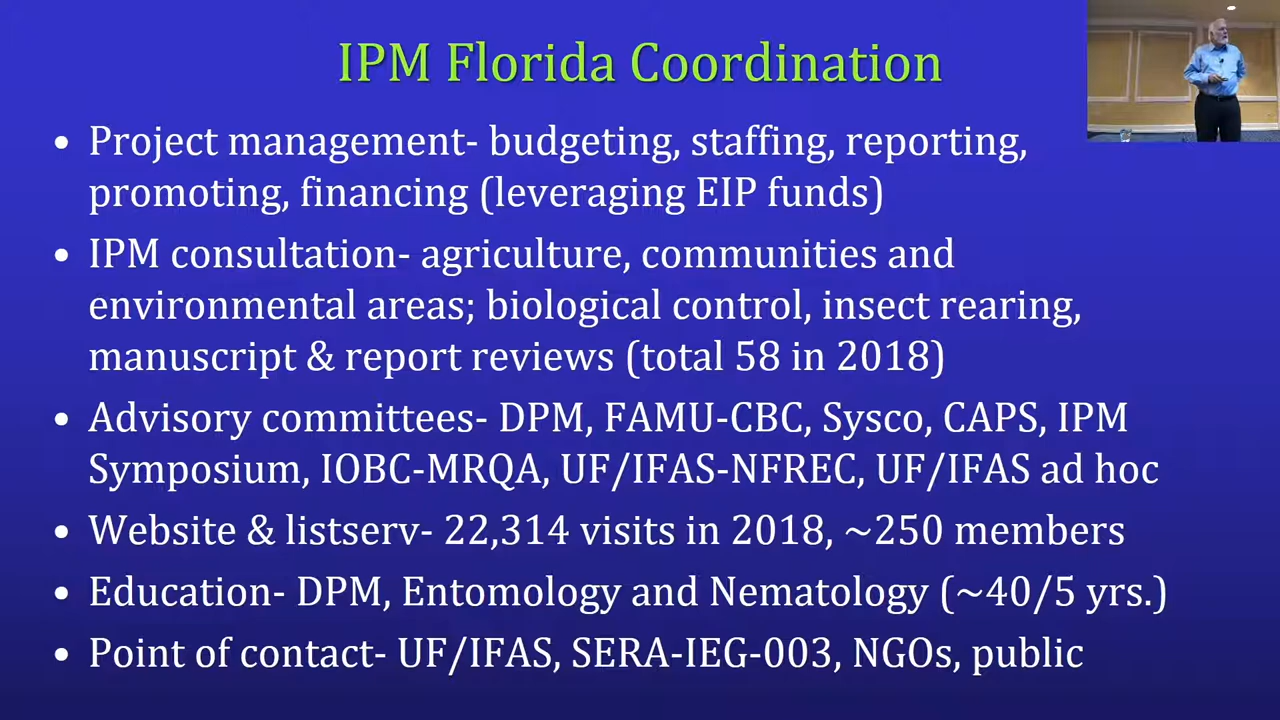 IPM Florida Coordination
• Project management- budgeting, staffing, reporting,
promoting, financing (leveraging EIP funds)
• IPM consultation- agriculture, communities and
environmental areas; biological control, insect rearing,
manuscript & report reviews (total 58 in 2018)
• Advisory committees- DPM, FAMU-CBC, Sysco, CAPS, IPM
Symposium, IOBC-MRQA, UF/IFAS-NFREC, UF/IFAS ad hoc
• Website & listserv- 22,314 visits in 2018, ~250 members
• Education- DPM, Entomology and Nematology (~40/5 yrs.)
• Point of contact- UF/IFAS, SERA-IEG-003, NGOs, public